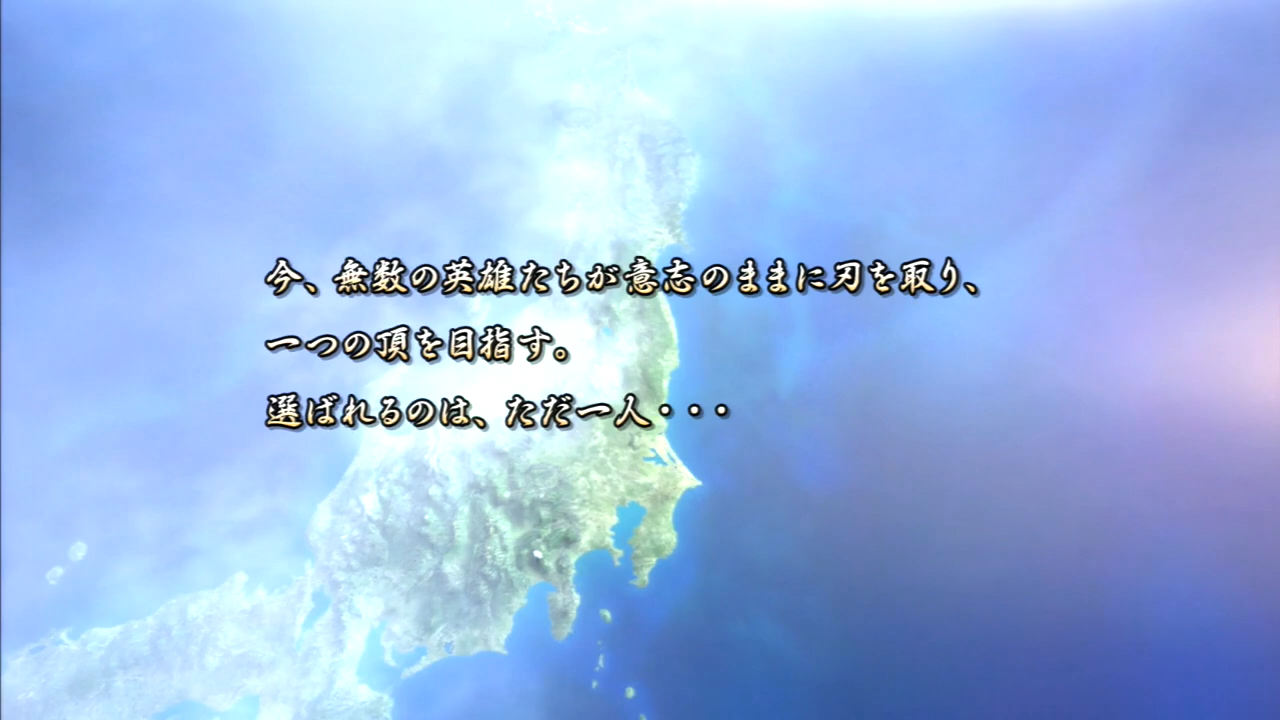 今、無数の英雄たちが意志のままに刃を取り、
一つの頂を目指す。
選ばれるのは、ただ一人・・・